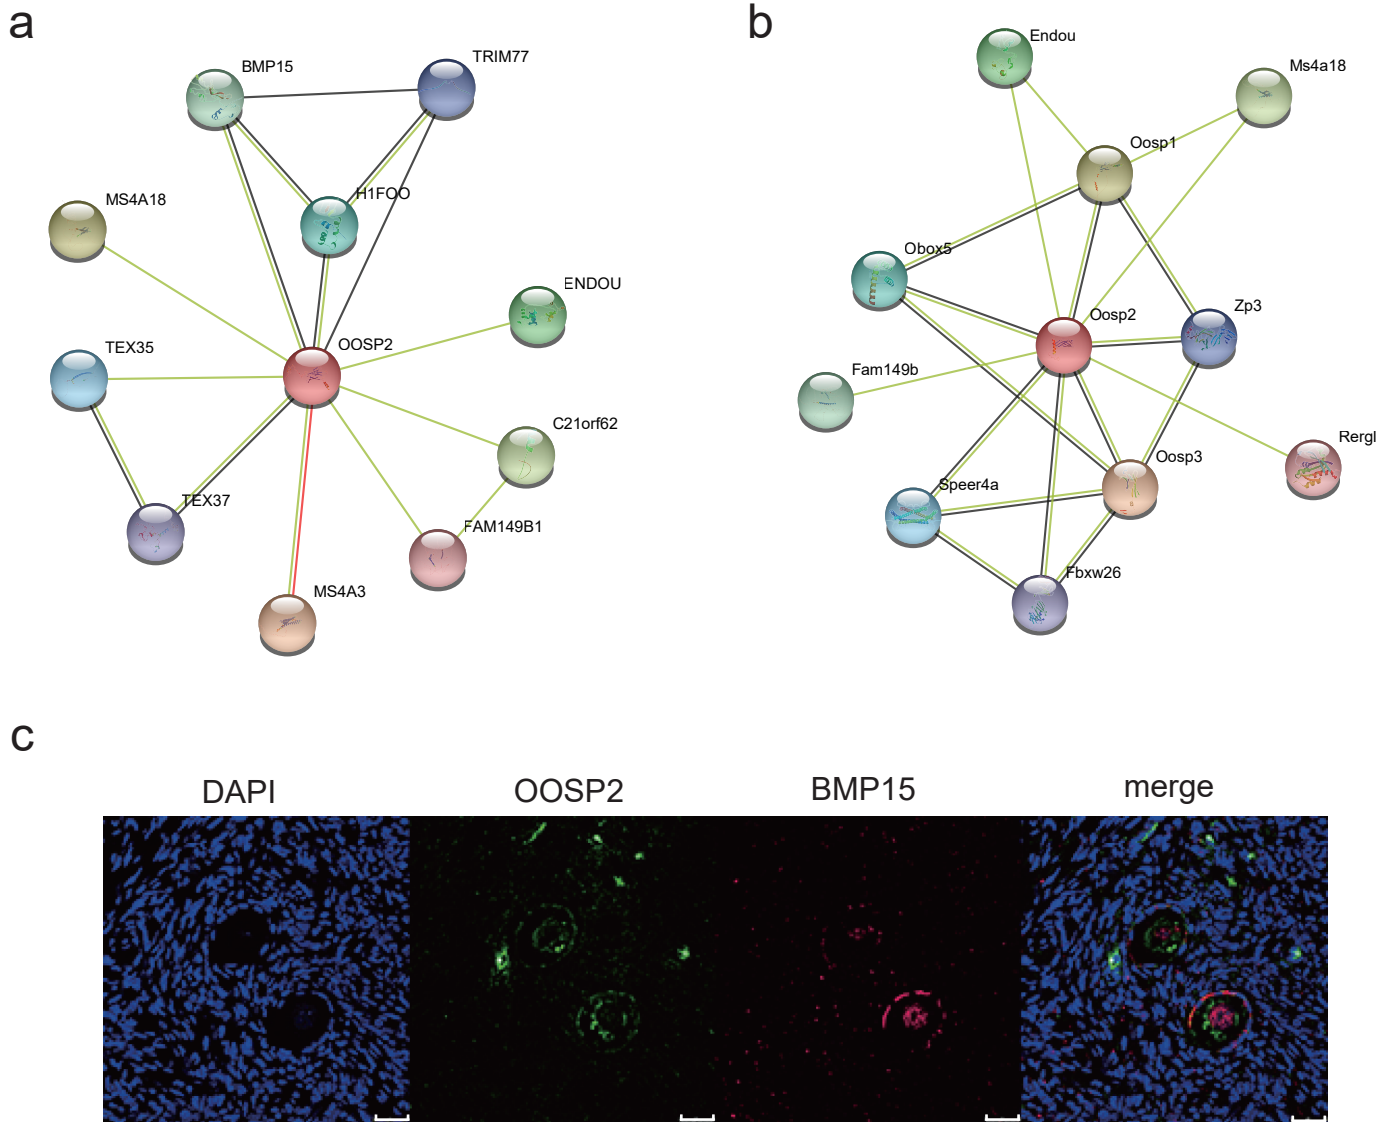 a
BMP15
TRIM77
MS4A18
H1FOO
ENDOU
OOSP2
TEX35
C21orf62
TEX37
FAM149B1
MS4A3
b
Endou
Ms4a18
Oosp1
Obox5
Oosp2
Zp3
Fam149b
Rergl
Oosp3
Speer4a
Fbxw26
c
DAPI
OOSP2
BMP15
merge